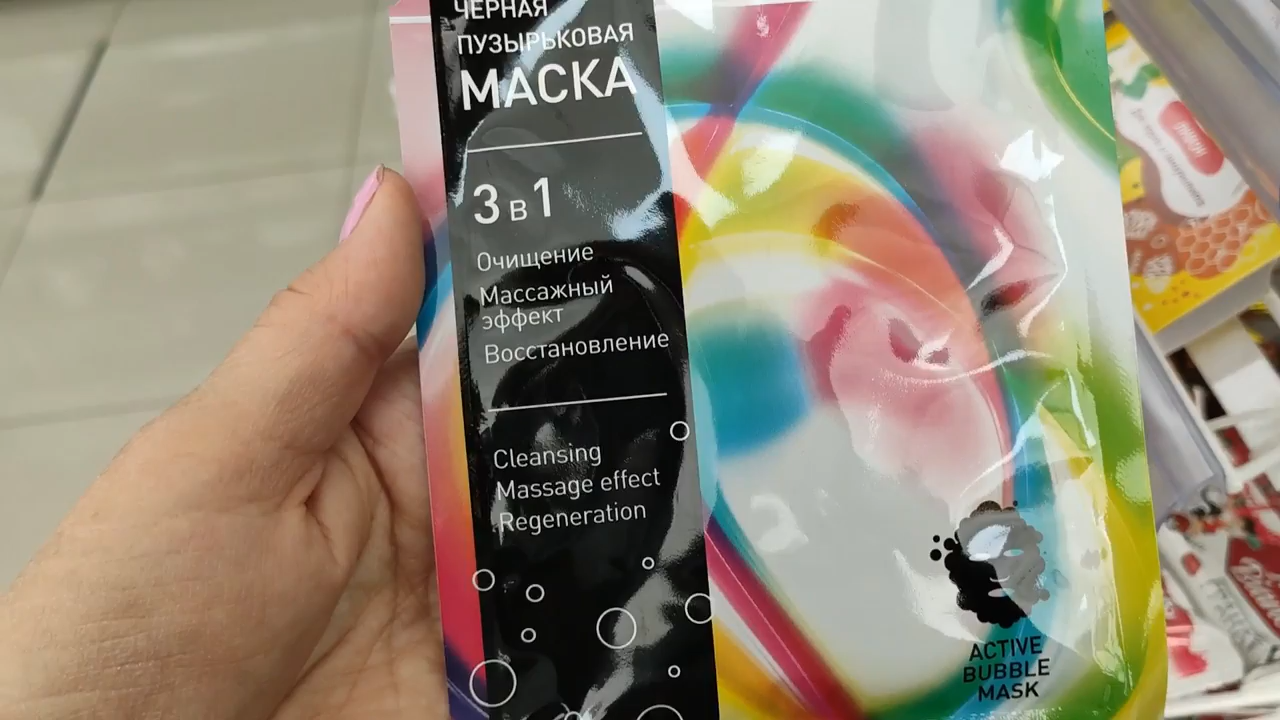 ЧЕРНАЯ
ПУЗЫРЬКОВАЯ
МАСКА
3 в 1
Очищение
Массажный
эффект
Восстановление
Cleansing
Massage effect
Regeneration
ACTIVE
BUBBLE
MASK